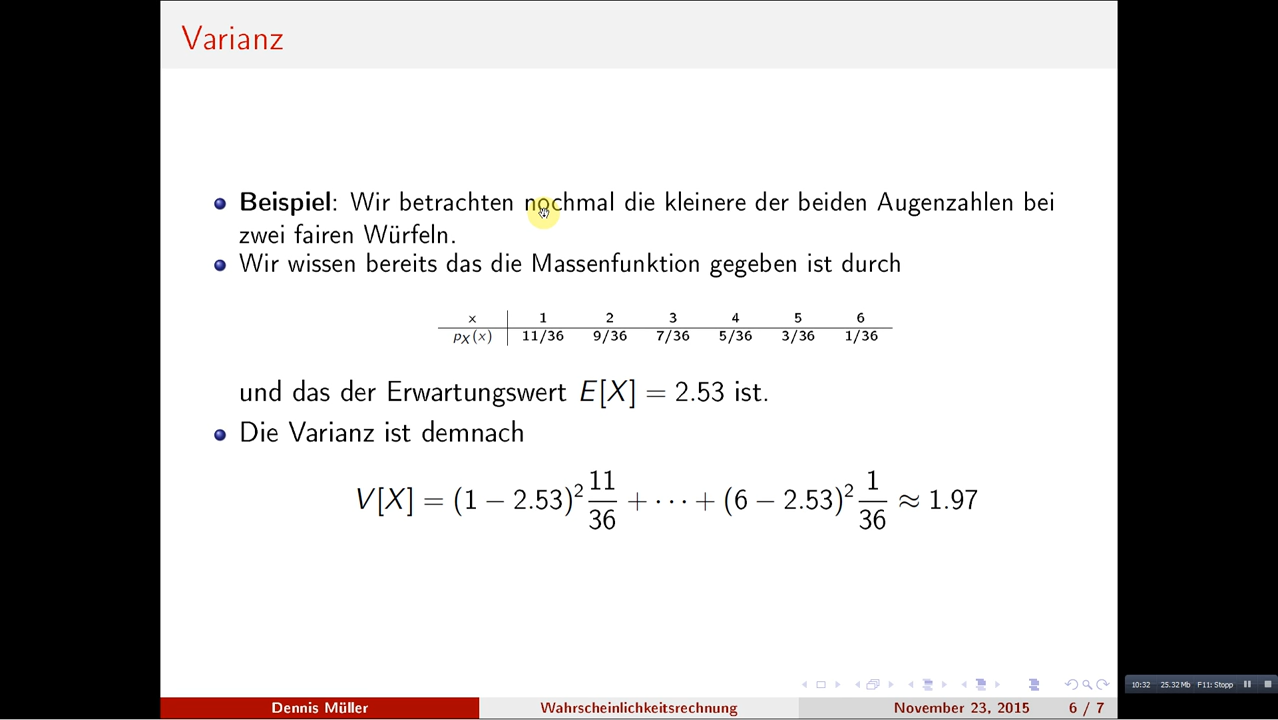 Varianz
Beispiel: Wir betrachten nochmal die kleinere der beiden Augenzahlen bei
zwei fairen Würfeln.
Wir wissen bereits das die Massenfunktion gegeben ist durch
x 1 2 3 4 5 6
pX(x) 11/36 9/36 7/36 5/36 3/36 1/36
und das der Erwartungswert E[X] = 2.53 ist.
Die Varianz ist demnach
V[X] = (1 − 2.53)² 11/36 + · · · + (6 − 2.53)² 1/36 ≈ 1.97
10:32 25.32 Mb F11: Stopp
Dennis Müller Wahrscheinlichkeitsrechnung November 23, 2015 6 / 7